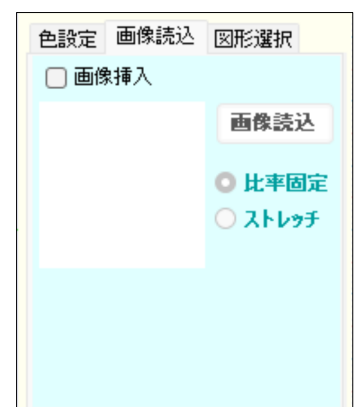 色設定 画像読込 図形選択
画像挿入
画像読込
比率固定
ストレッチ